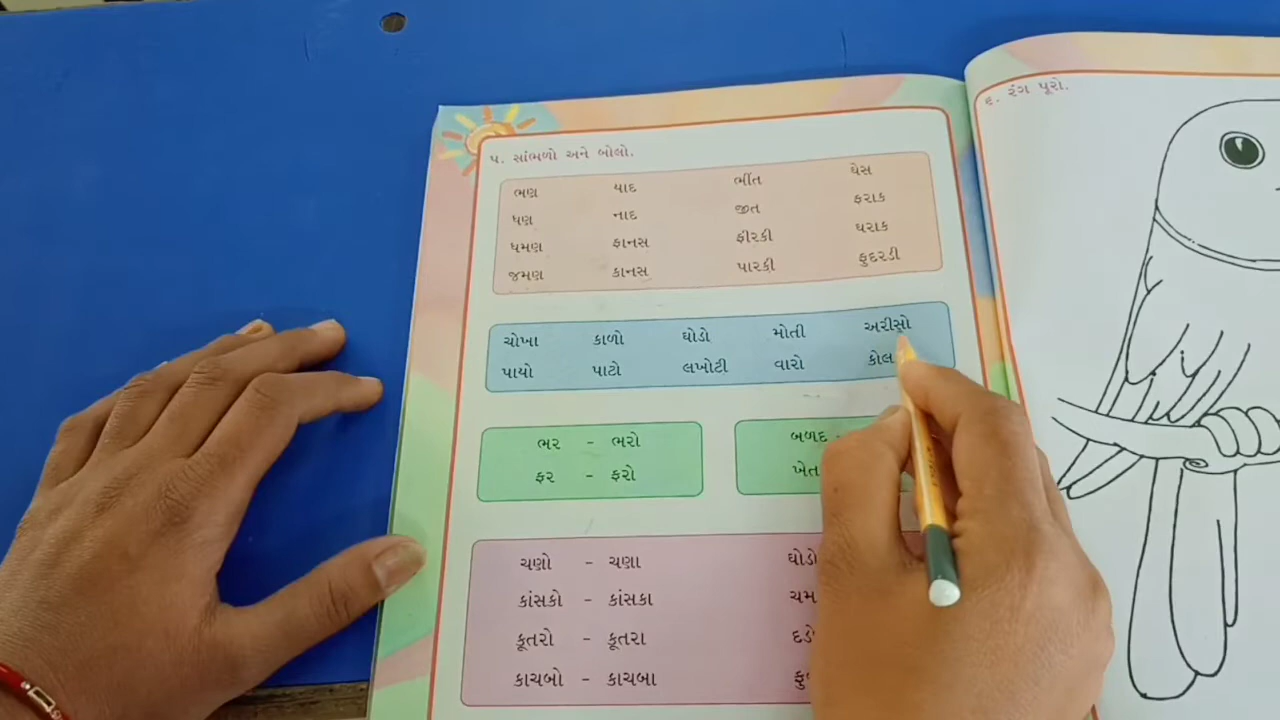 ૫. સાંભળો અને બોલો.
ભણ યાદ ભીંત ઘેસ
ધણ નાદ જીત ફરાક
ધમણ ફાનસ ફીરકી ઘરાક
જમણ કાનસ પારકી ફુદરડી
ચોખા કાળો ઘોડો મોતી અરીસો
પાયો પાટો લખોટી વારો
ભર - ભરો
ફર - ફરો
બળદ -
ખેત
ચણો - ચણા ઘોડો
કાંસકો - કાંસકા
કૂતરો - કૂતરા
કાચબો - કાચબા
૬. રંગ પૂરો.